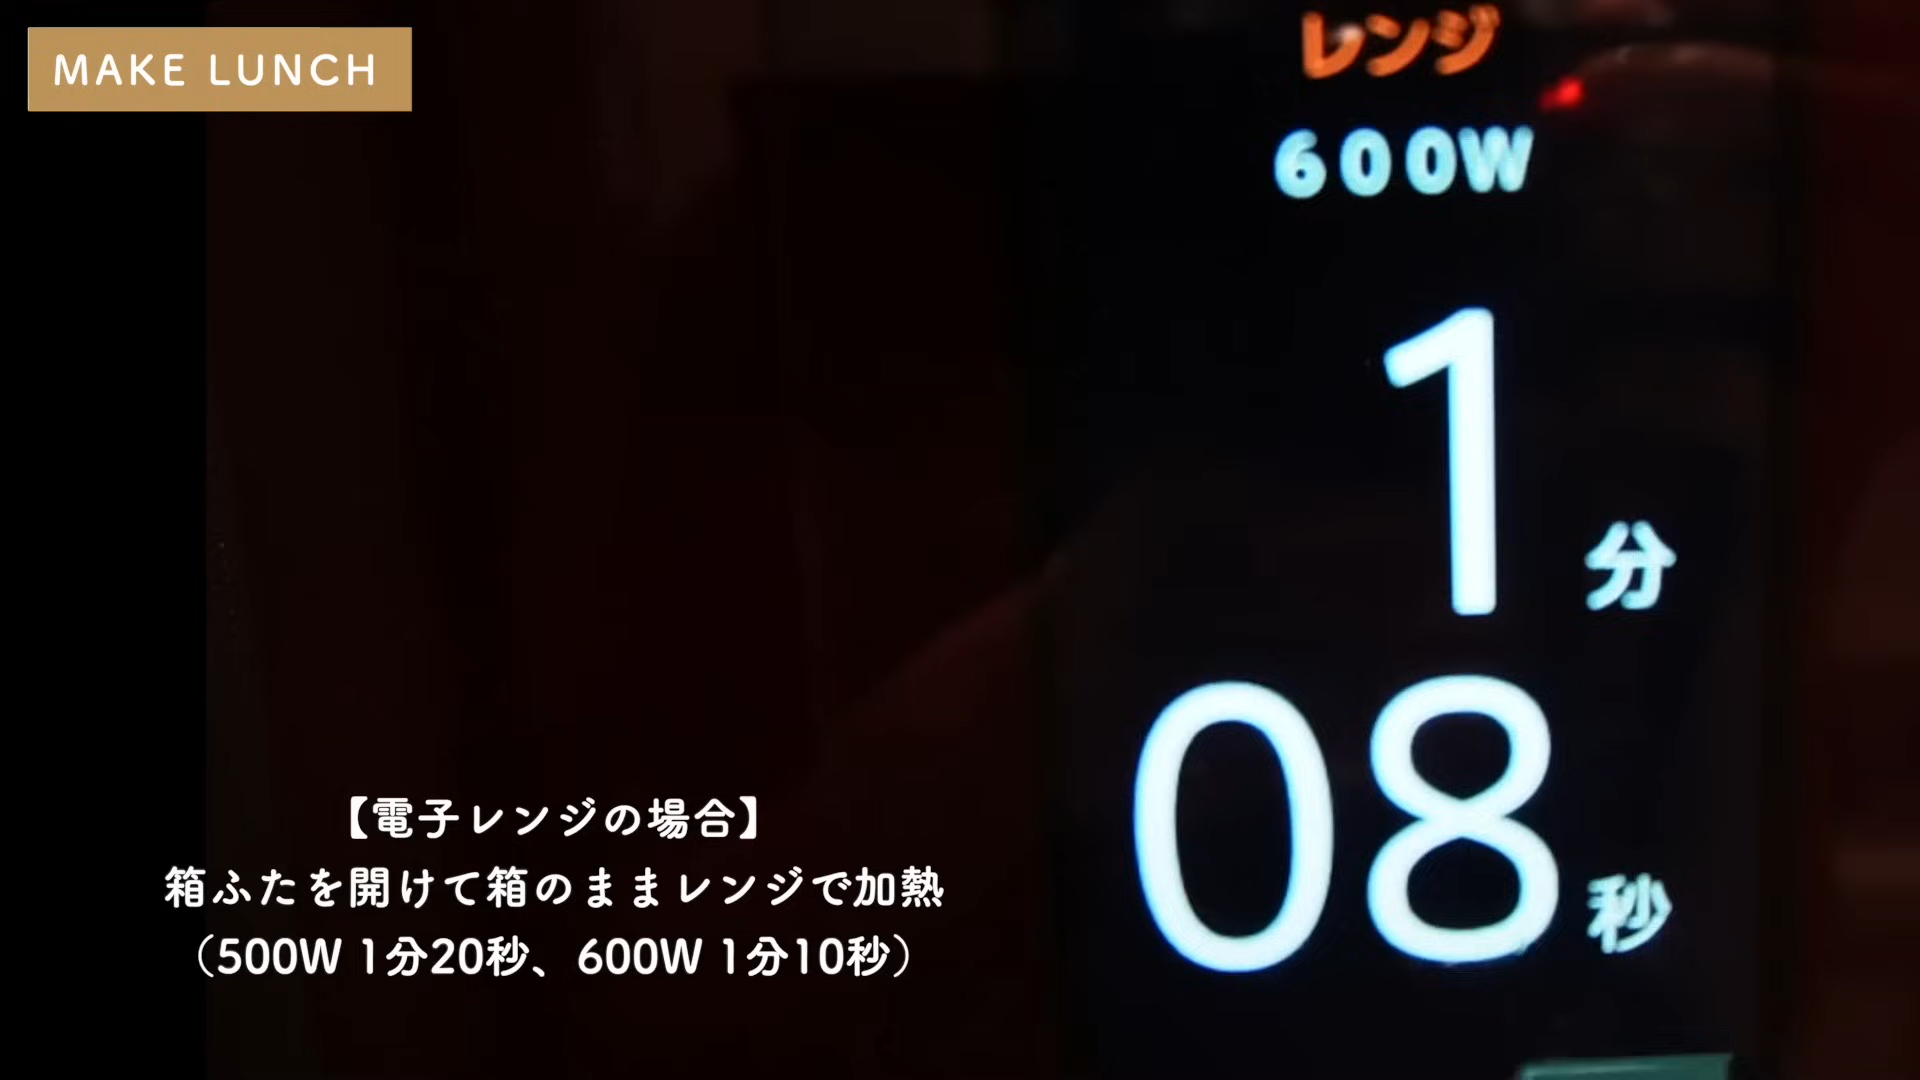 MAKE LUNCH
レンジ
600W
1分
08秒
【電子レンジの場合】
箱ふたを開けて箱のままレンジで加熱
（500W 1分20秒、600W 1分10秒）